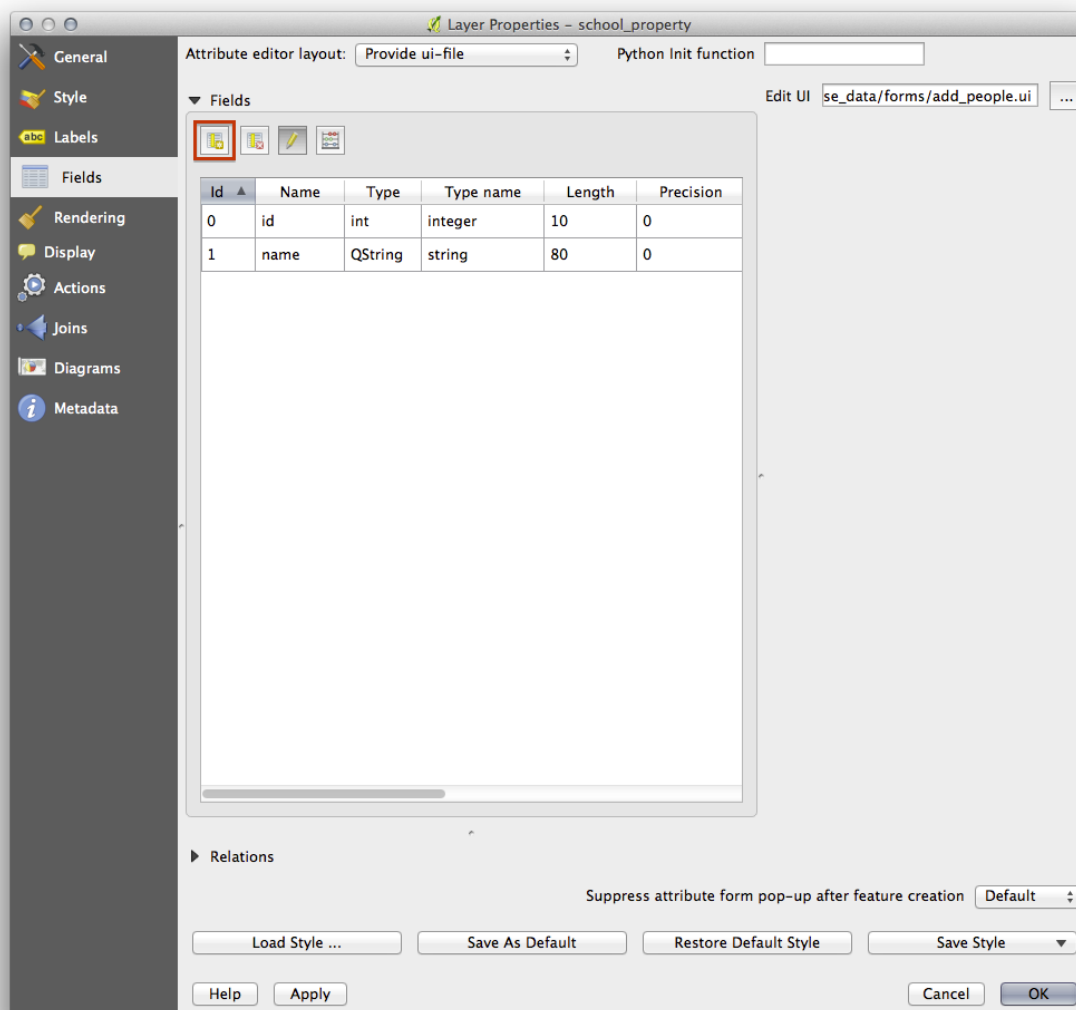 Layer Properties - school_property
General
Style
Labels
Fields
Rendering
Display
Actions
Joins
Diagrams
Metadata
Attribute editor layout: Provide ui-file Python Init function
Fields
Edit UI se_data/forms/add_people.ui ...
Id Name Type Type name Length Precision
0 id int integer 10 0
1 name QString string 80 0
Relations
Suppress attribute form pop-up after feature creation Default
Load Style ... Save As Default Restore Default Style Save Style
Help Apply Cancel OK
abc